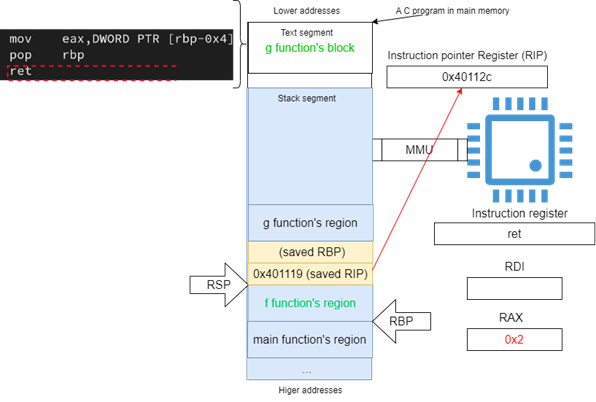 Lower addresses
A C program in main memory
mov eax,DWORD PTR [rbp-0x4]
pop rbp
ret
Text segment
g function's block
Instruction pointer Register (RIP)
0x40112c
Stack segment
MMU
Instruction register
ret
g function's region
(saved RBP)
0x401119 (saved RIP)
RSP
f function's region
RBP
main function's region
...
RDI
RAX
0x2
Higer addresses